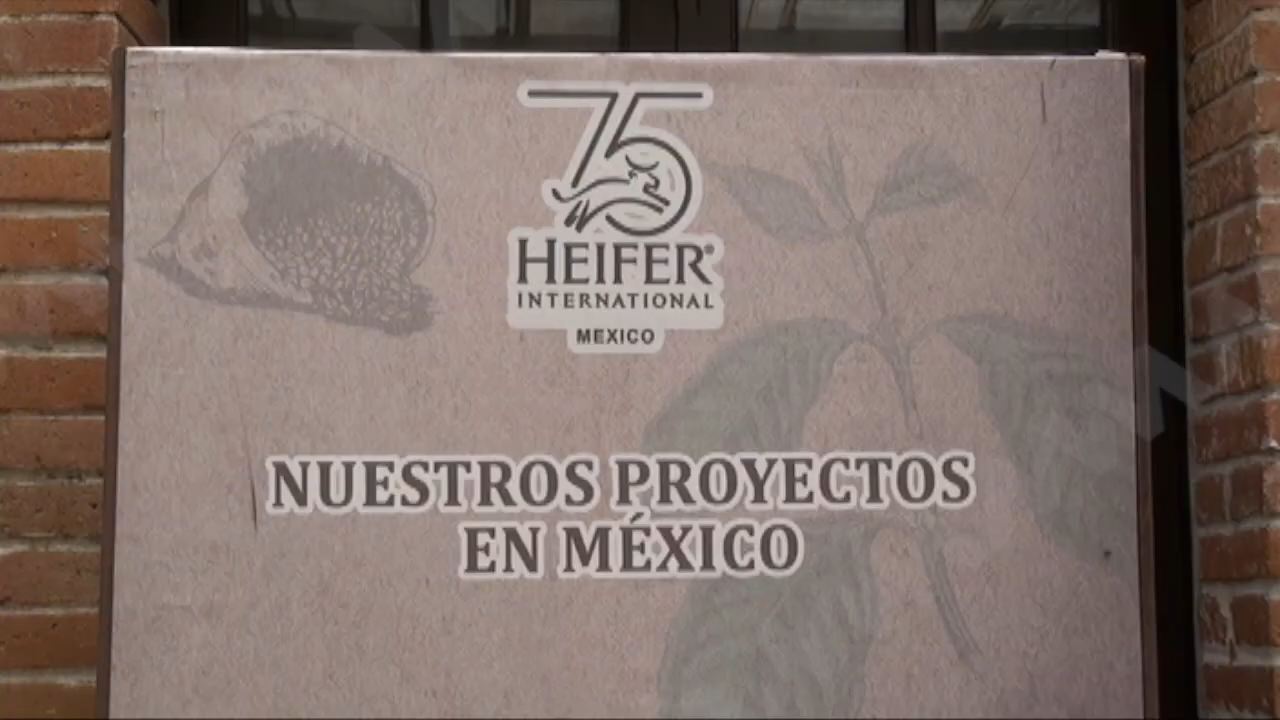 75
HEIFER®
INTERNATIONAL
MEXICO
NUESTROS PROYECTOS
EN MÉXICO